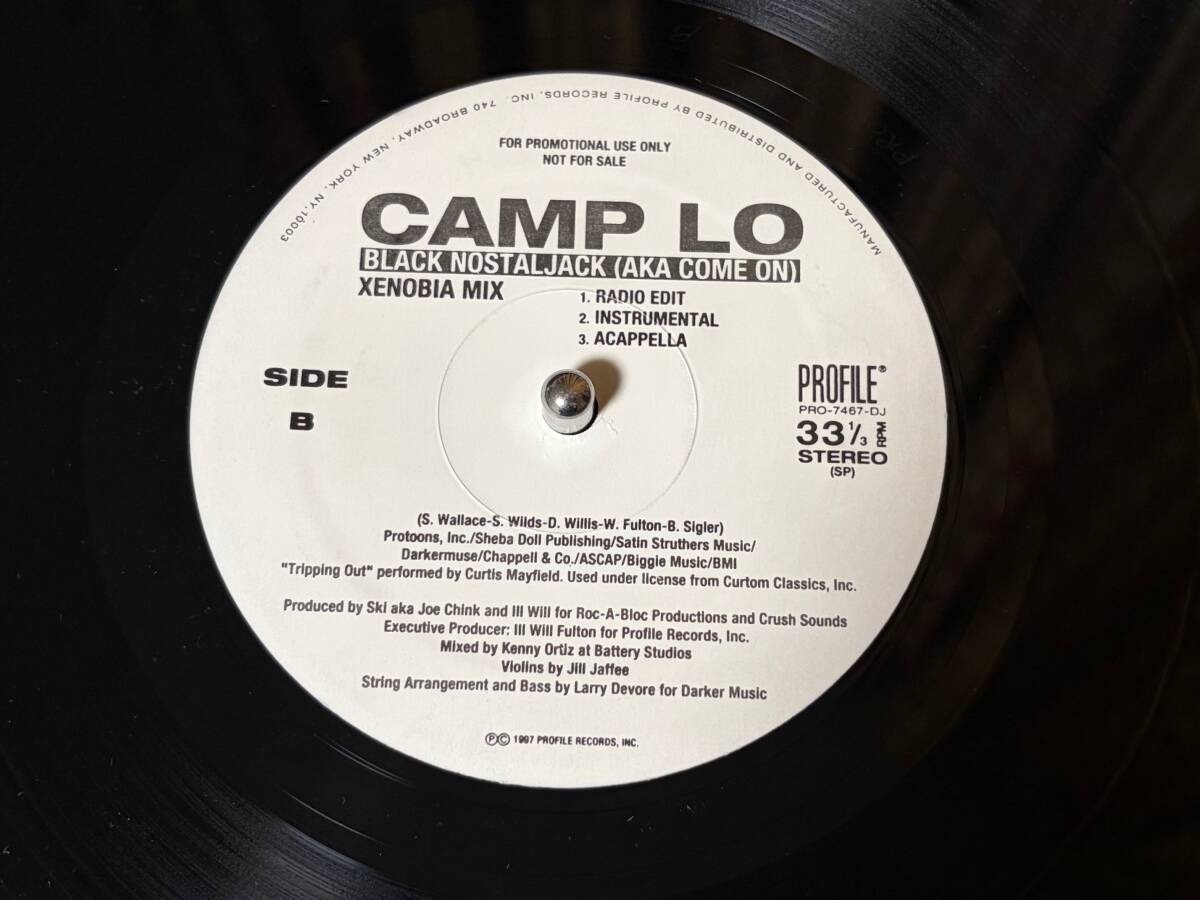 MANUFACTURED AND DISTRIBUTED BY PROFILE RECORDS, INC. 740 BROADWAY, NEW YORK, NY, 10003
FOR PROMOTIONAL USE ONLY
NOT FOR SALE
CAMP LO
BLACK NOSTALJACK (AKA COME ON)
XENOBIA MIX
1. RADIO EDIT
2. INSTRUMENTAL
3. ACAPPELLA
SIDE
B
PROFILE®
PRO-7467-DJ
33 1/3 RPM
STEREO
(SP)
(S. Wallace-S. Wilds-D. Willis-W. Fulton-B. Sigler)
Protoons, Inc./Sheba Doll Publishing/Satin Struthers Music/
Darkermuse/Chappell & Co./ASCAP/Biggie Music/BMI
"Tripping Out" performed by Curtis Mayfield. Used under license from Curtom Classics, Inc.
Produced by Ski aka Joe Chink and Ill Will for Roc-A-Bloc Productions and Crush Sounds
Executive Producer: Ill Will Fulton for Profile Records, Inc.
Mixed by Kenny Ortiz at Battery Studios
Violins by Jill Jaffee
String Arrangement and Bass by Larry Devore for Darker Music
℗© 1997 PROFILE RECORDS, INC.